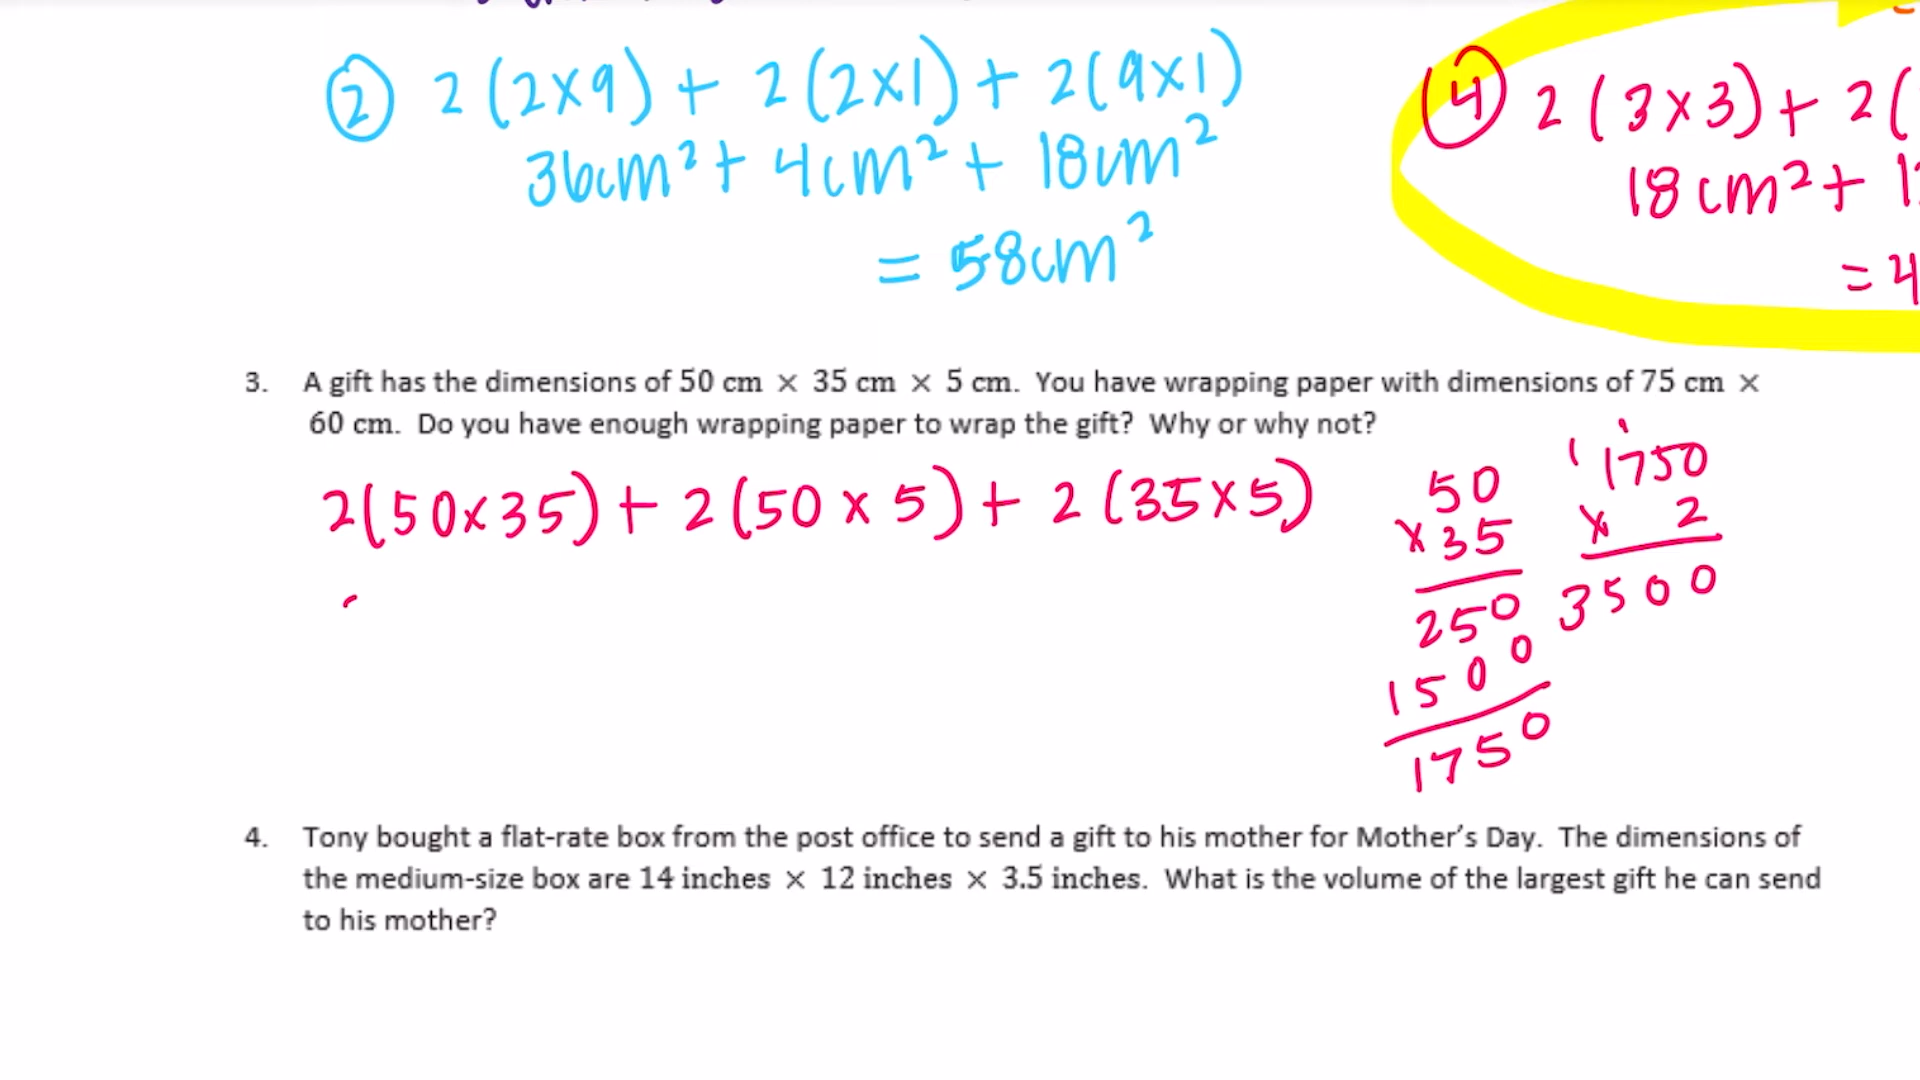 ② 2(2×9) + 2(2×1) + 2(9×1)
36cm² + 4cm² + 18cm²
= 58cm²
④ 2(3×3) + 2(
18cm² + 1
= 4
3. A gift has the dimensions of 50 cm × 35 cm × 5 cm. You have wrapping paper with dimensions of 75 cm ×
60 cm. Do you have enough wrapping paper to wrap the gift? Why or why not?
2(50×35) + 2(50×5) + 2(35×5)
50
×35
250
1500
1750
1 1
1750
× 2
3500
4. Tony bought a flat-rate box from the post office to send a gift to his mother for Mother's Day. The dimensions of
the medium-size box are 14 inches × 12 inches × 3.5 inches. What is the volume of the largest gift he can send
to his mother?